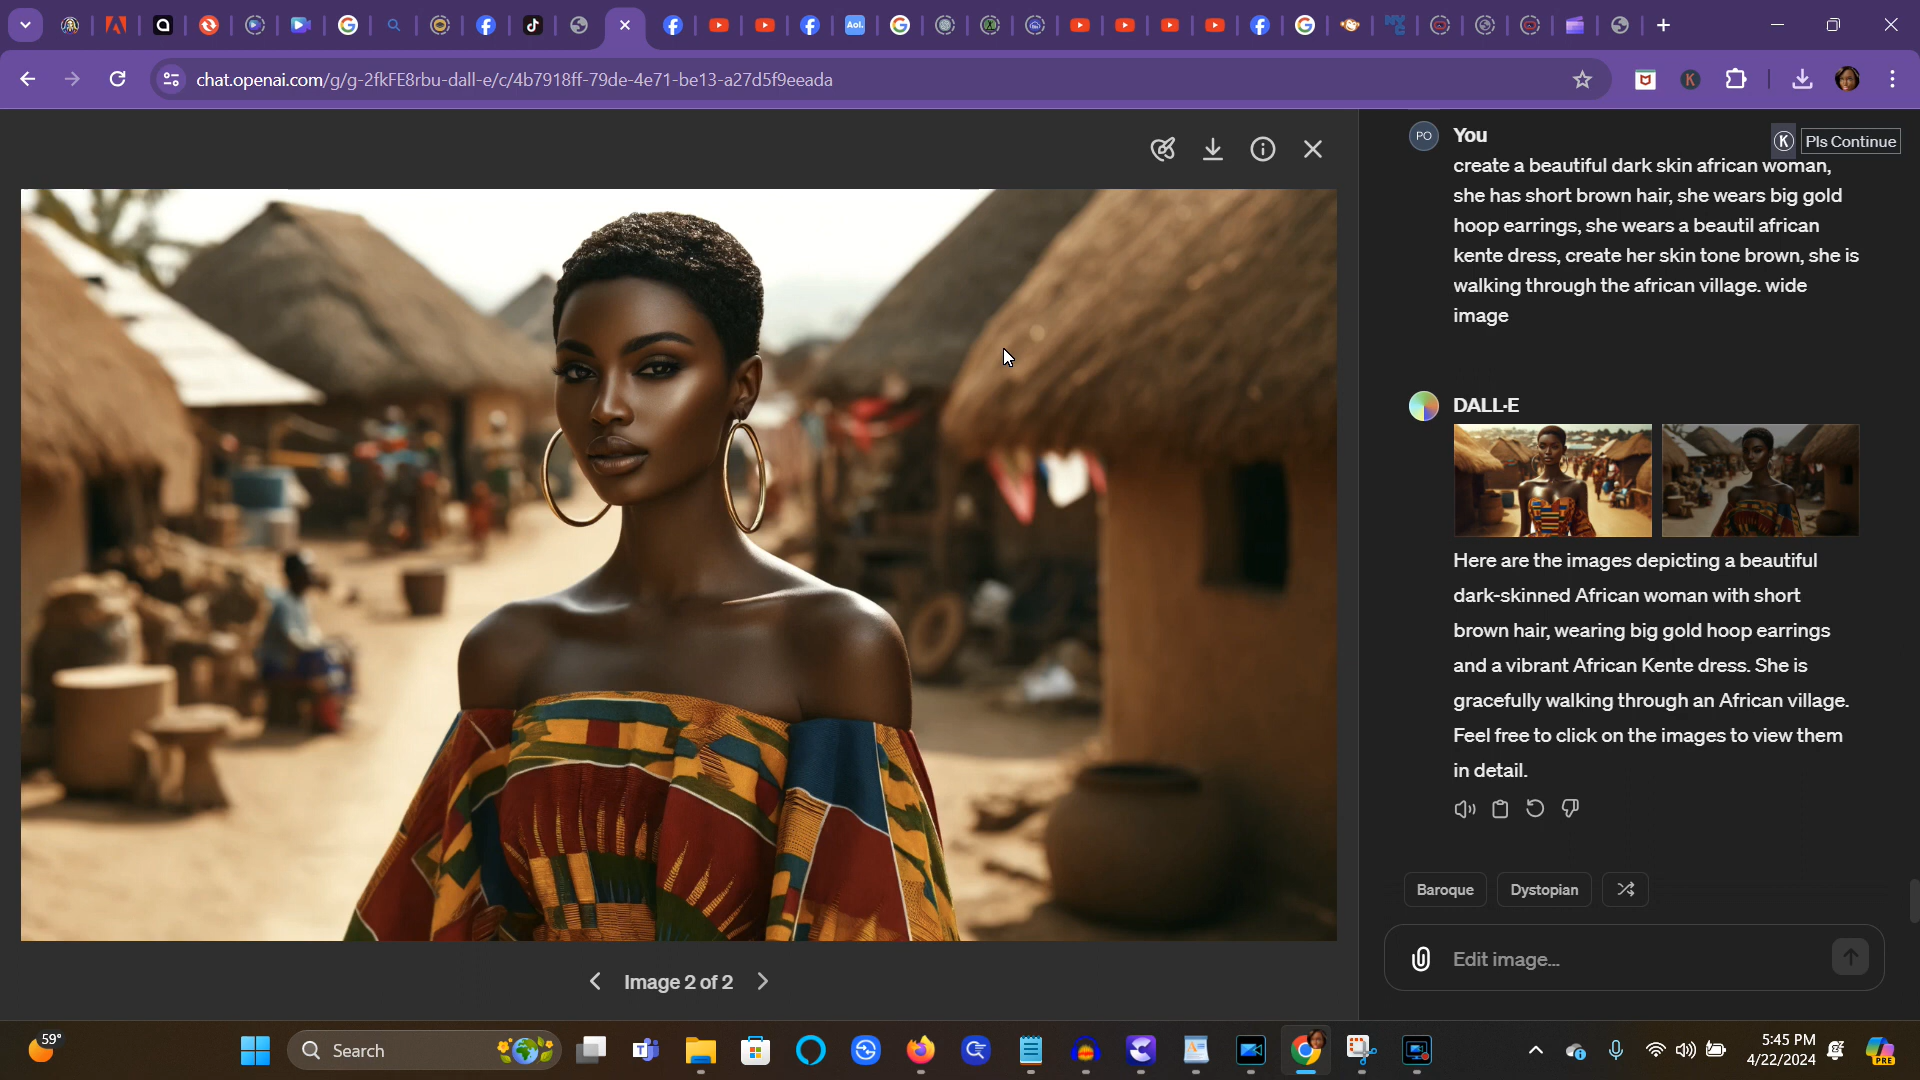 Aol.
chat.openai.com/g/g-2fkFE8rbu-dall-e/c/4b7918ff-79de-4e71-be13-a27d5f9eeada
K
PO
You
K
Pls Continue
create a beautiful dark skin african woman,
she has short brown hair, she wears big gold
hoop earrings, she wears a beautil african
kente dress, create her skin tone brown, she is
walking through the african village. wide
image
DALL·E
Here are the images depicting a beautiful
dark-skinned African woman with short
brown hair, wearing big gold hoop earrings
and a vibrant African Kente dress. She is
gracefully walking through an African village.
Feel free to click on the images to view them
in detail.
Baroque
Dystopian
Edit image...
Image 2 of 2
59°
Search
5:45 PM
4/22/2024
PRE